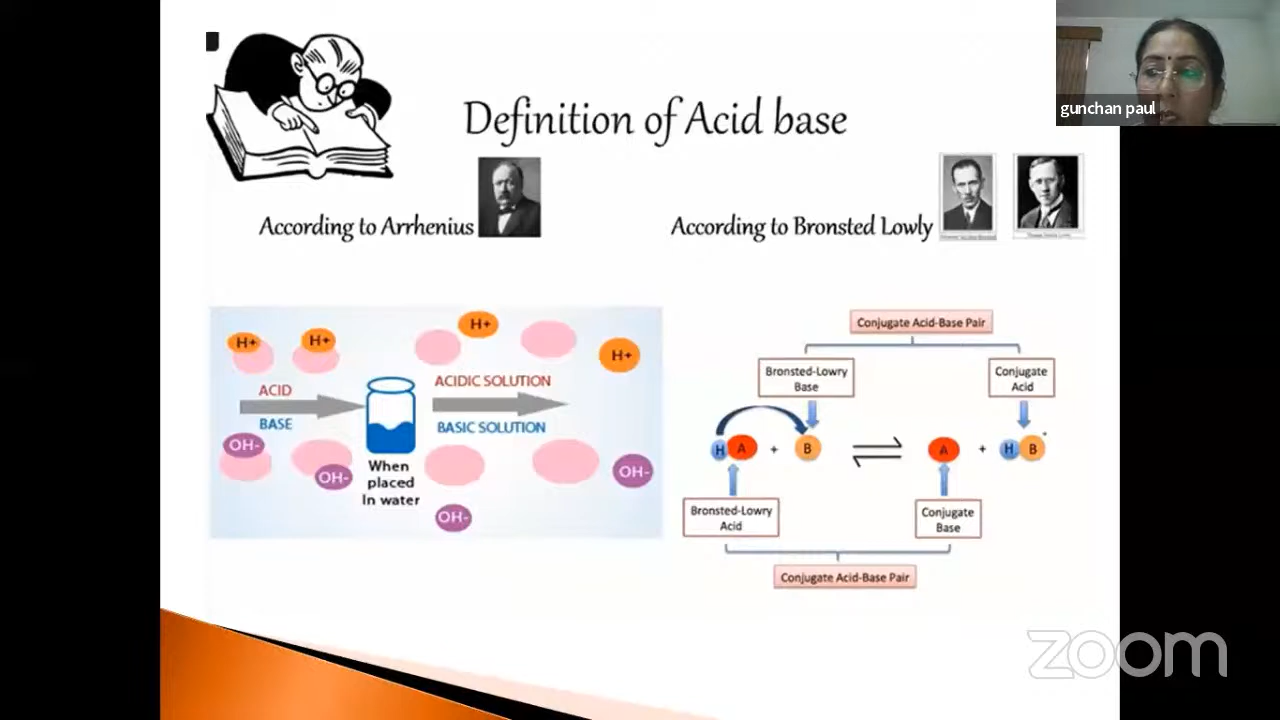 gunchan paul
Definition of Acid base
According to Arrhenius
According to Bronsted Lowly
H+
H+
H+
H+
ACID
BASE
ACIDIC SOLUTION
BASIC SOLUTION
OH-
OH-
OH-
OH-
When
placed
In water
Conjugate Acid-Base Pair
Bronsted-Lowry
Base
Conjugate
Acid
H A + B
A + H B
Bronsted-Lowry
Acid
Conjugate
Base
Conjugate Acid-Base Pair
zoom